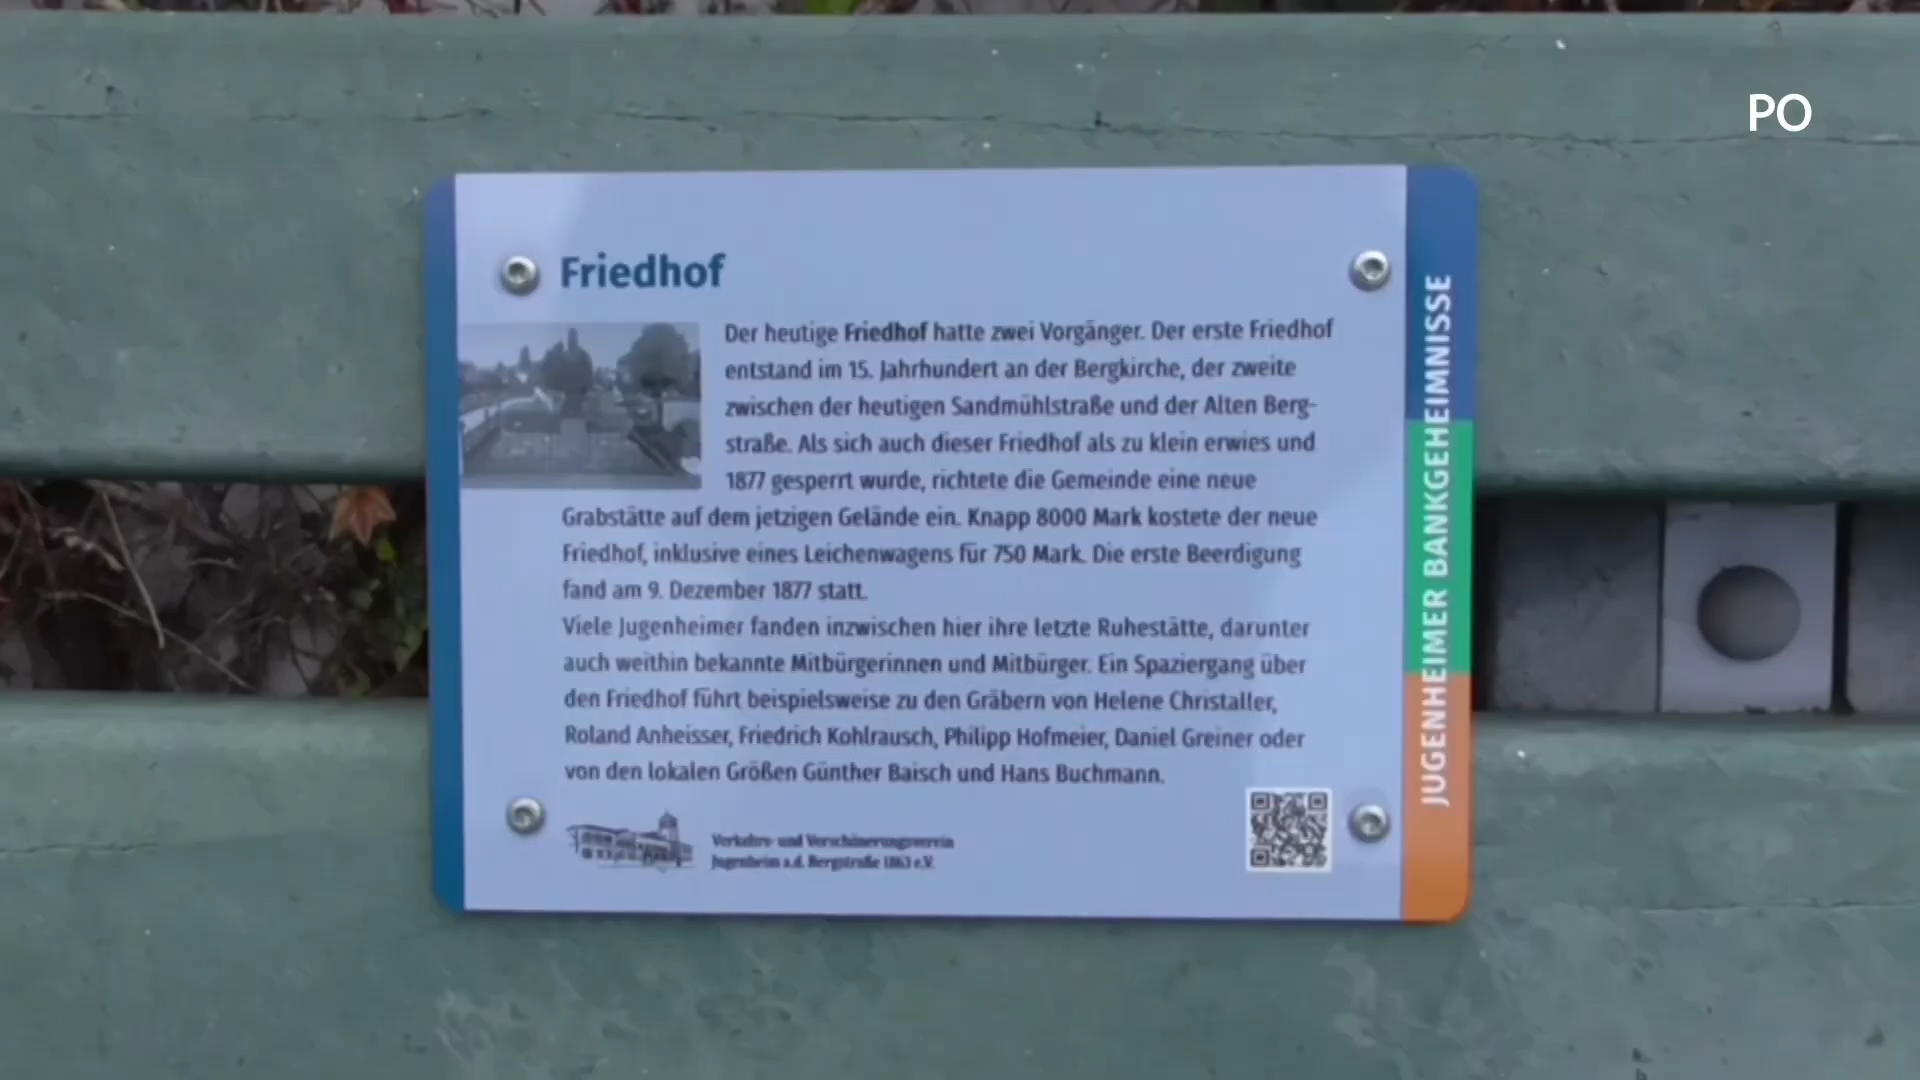 PO
Friedhof
Der heutige Friedhof hatte zwei Vorgänger. Der erste Friedhof
entstand im 15. Jahrhundert an der Bergkirche, der zweite
zwischen der heutigen Sandmühlstraße und der Alten Berg-
straße. Als sich auch dieser Friedhof als zu klein erwies und
1877 gesperrt wurde, richtete die Gemeinde eine neue
Grabstätte auf dem jetzigen Gelände ein. Knapp 8000 Mark kostete der neue
Friedhof, inklusive eines Leichenwagens für 750 Mark. Die erste Beerdigung
fand am 9. Dezember 1877 statt.
Viele Jugenheimer fanden inzwischen hier ihre letzte Ruhestätte, darunter
auch weithin bekannte Mitbürgerinnen und Mitbürger. Ein Spaziergang über
den Friedhof führt beispielsweise zu den Gräbern von Helene Christaller,
Roland Anheisser, Friedrich Kohlrausch, Philipp Hofmeier, Daniel Greiner oder
von den lokalen Größen Günther Baisch und Hans Buchmann.
Verkehrs- und Verschönerungsverein
Jugenheim a.d. Bergstraße 1863 e.V.
JUGENHEIMER BANKGEHEIMNISSE